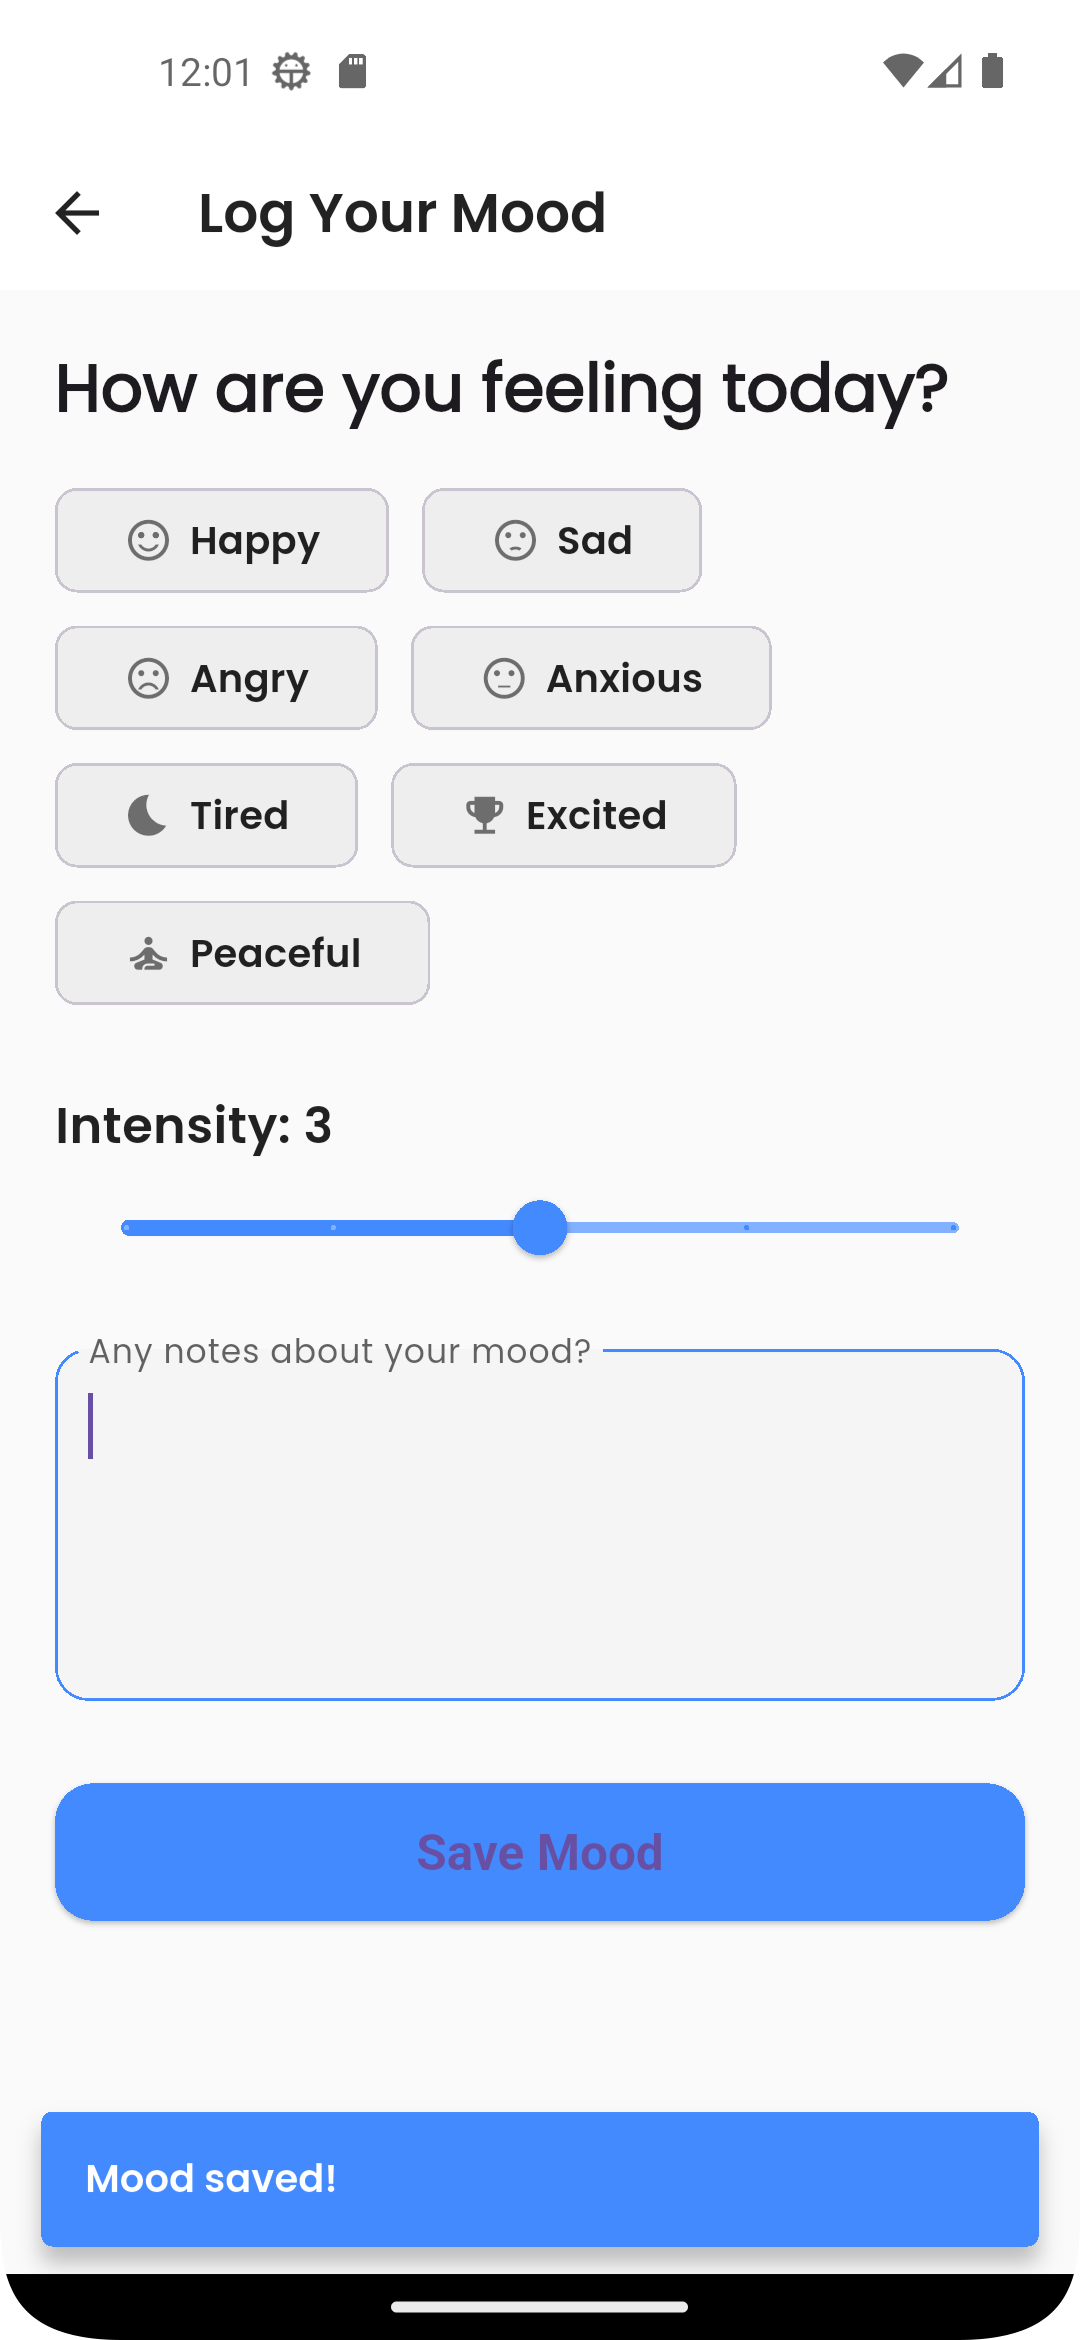 12:01
Log Your Mood
How are you feeling today?
Happy
Sad
Angry
Anxious
Tired
Excited
Peaceful
Intensity: 3
Any notes about your mood?
Save Mood
Mood saved!